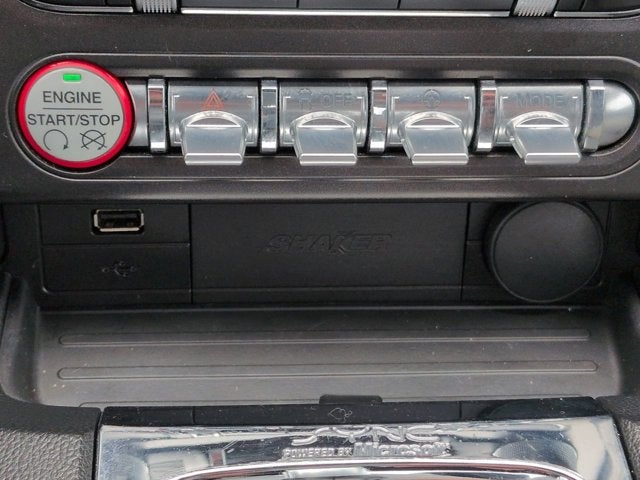 ENGINE
START/STOP
OFF
MODE
SHAKER
SYNC
POWERED BY Microsoft